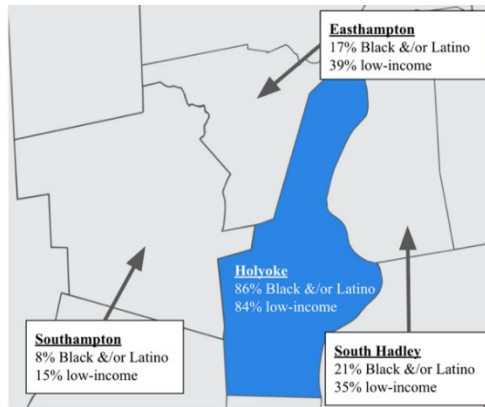 Easthampton
17% Black &/or Latino
39% low-income
Holyoke
86% Black &/or Latino
84% low-income
Southampton
8% Black &/or Latino
15% low-income
South Hadley
21% Black &/or Latino
35% low-income